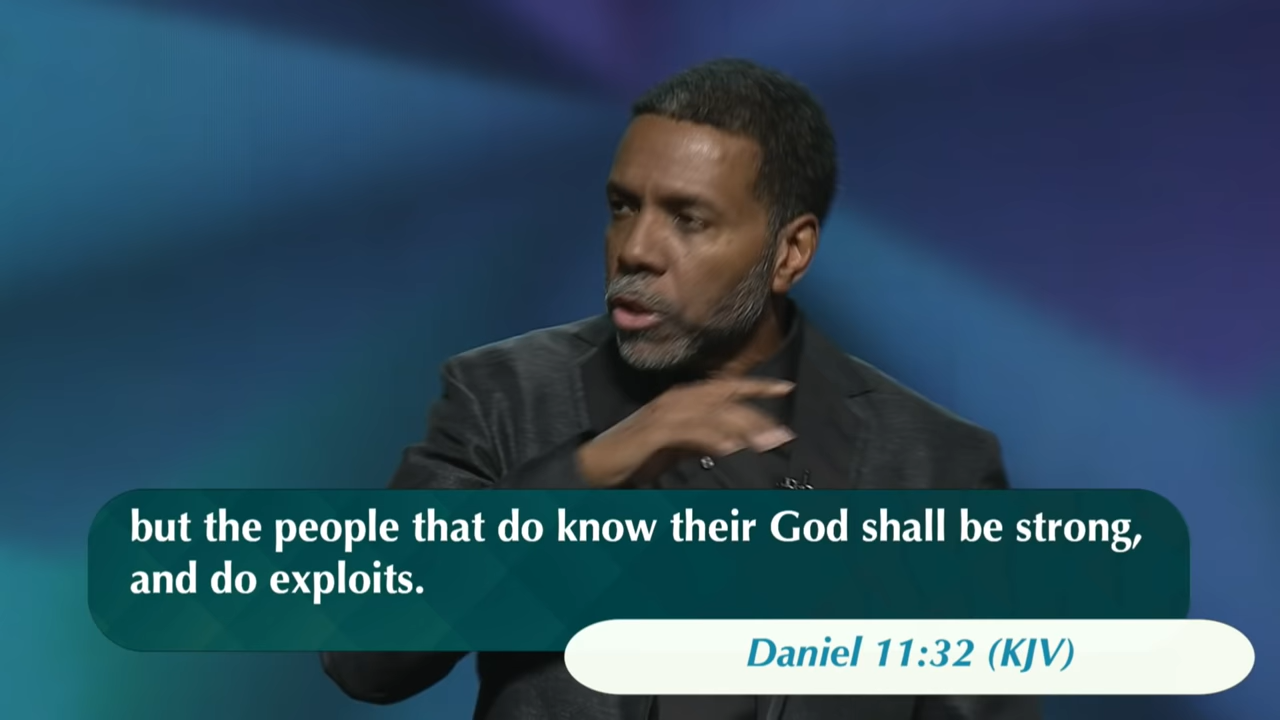 but the people that do know their God shall be strong,
and do exploits.
Daniel 11:32 (KJV)